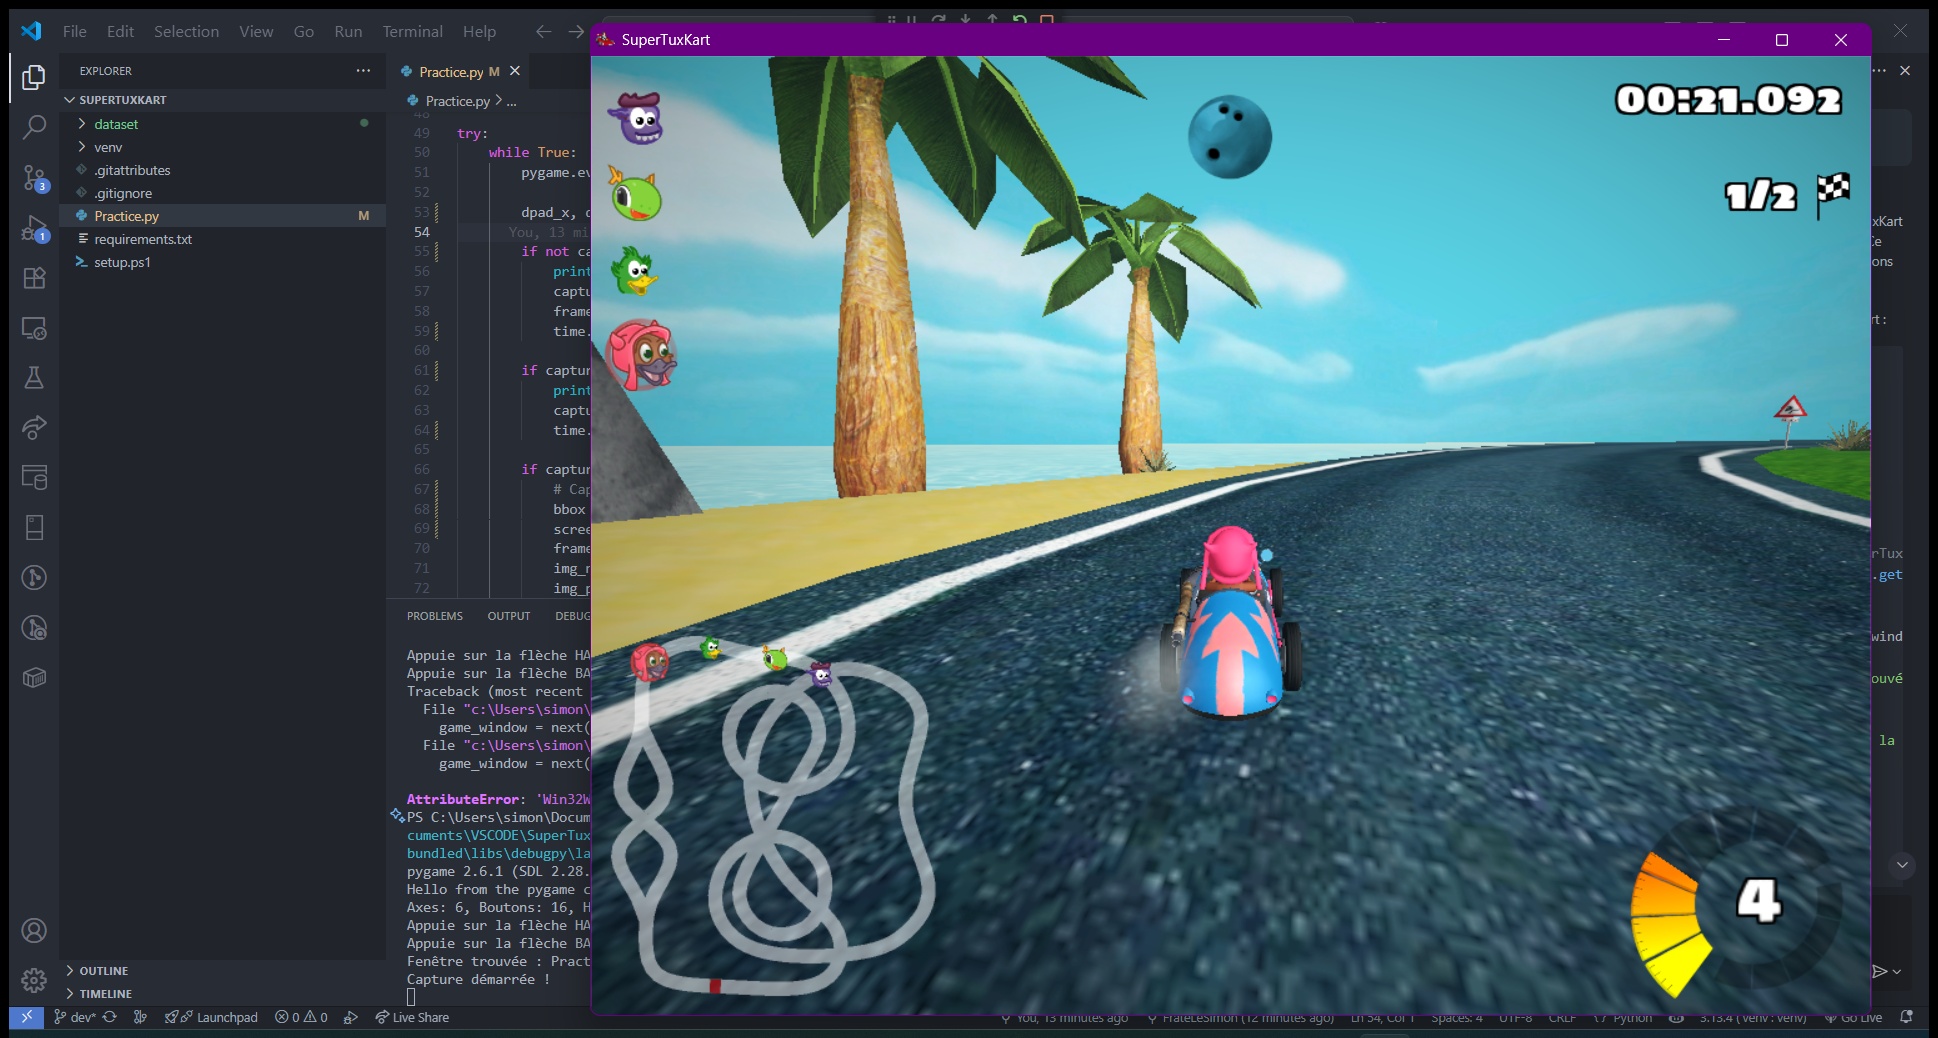 File Edit Selection View Go Run Terminal Help
SuperTuxKart
EXPLORER
SUPERTUXKART
dataset
venv
.gitattributes
.gitignore
Practice.py M
requirements.txt
setup.ps1
OUTLINE
TIMELINE
Practice.py M
Practice.py > ...
48
49 try:
50 while True:
51 pygame.ev
52
53 dpad_x,
54 You, 13 mi
55 if not ca
56 print
57 captu
58 frame
59 time.
60
61 if captur
62 print
63 captu
64 time.
65
66 if captur
67 # Cap
68 bbox
69 scree
70 frame
71 img_r
72 img_p
PROBLEMS OUTPUT DEBUG
Appuie sur la flèche HA
Appuie sur la flèche BA
Traceback (most recent
File "c:\Users\simon\
game_window = next(
File "c:\Users\simon\
game_window = next(
AttributeError: 'Win32W
PS C:\Users\simon\Docum
cuments\VSCODE\SuperTux
bundled\libs\debugpy\la
pygame 2.6.1 (SDL 2.28.
Hello from the pygame c
Axes: 6, Boutons: 16, H
Appuie sur la flèche HA
Appuie sur la flèche BA
Fenêtre trouvée : Pract
Capture démarrée !
00:21.092
1/2
4
xKart
ons
rt:
rTux
.get
wind
ouvé
la
3
1
dev* Launchpad 0 0 Live Share
You, 13 minutes ago FrateLeSimon (12 minutes ago) Ln 54, Col 1 Spaces: 4 UTF-8 CRLF Python 3.13.4 (venv: venv) Go Live